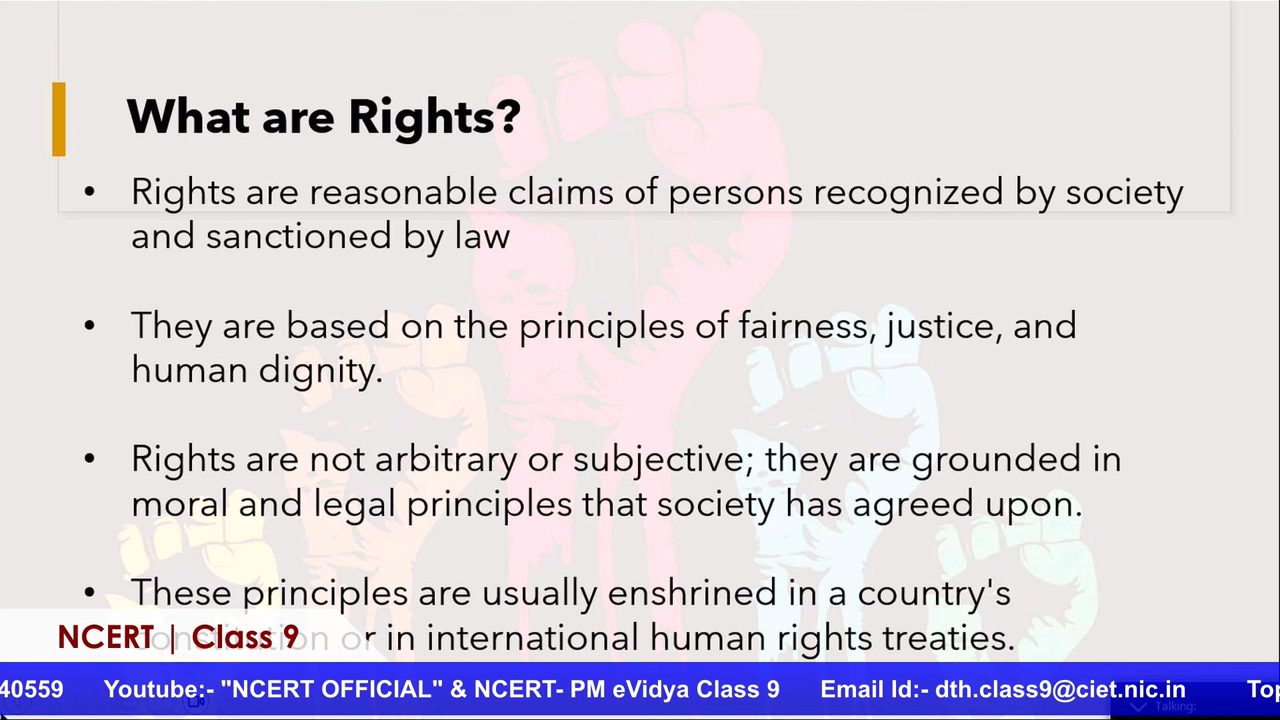 What are Rights?
• Rights are reasonable claims of persons recognized by society
and sanctioned by law
• They are based on the principles of fairness, justice, and
human dignity.
• Rights are not arbitrary or subjective; they are grounded in
moral and legal principles that society has agreed upon.
• These principles are usually enshrined in a country's
constitution or in international human rights treaties.
NCERT | Class 9
40559 Youtube:- "NCERT OFFICIAL" & NCERT- PM eVidya Class 9 Email Id:- dth.class9@ciet.nic.in Top
Talking: